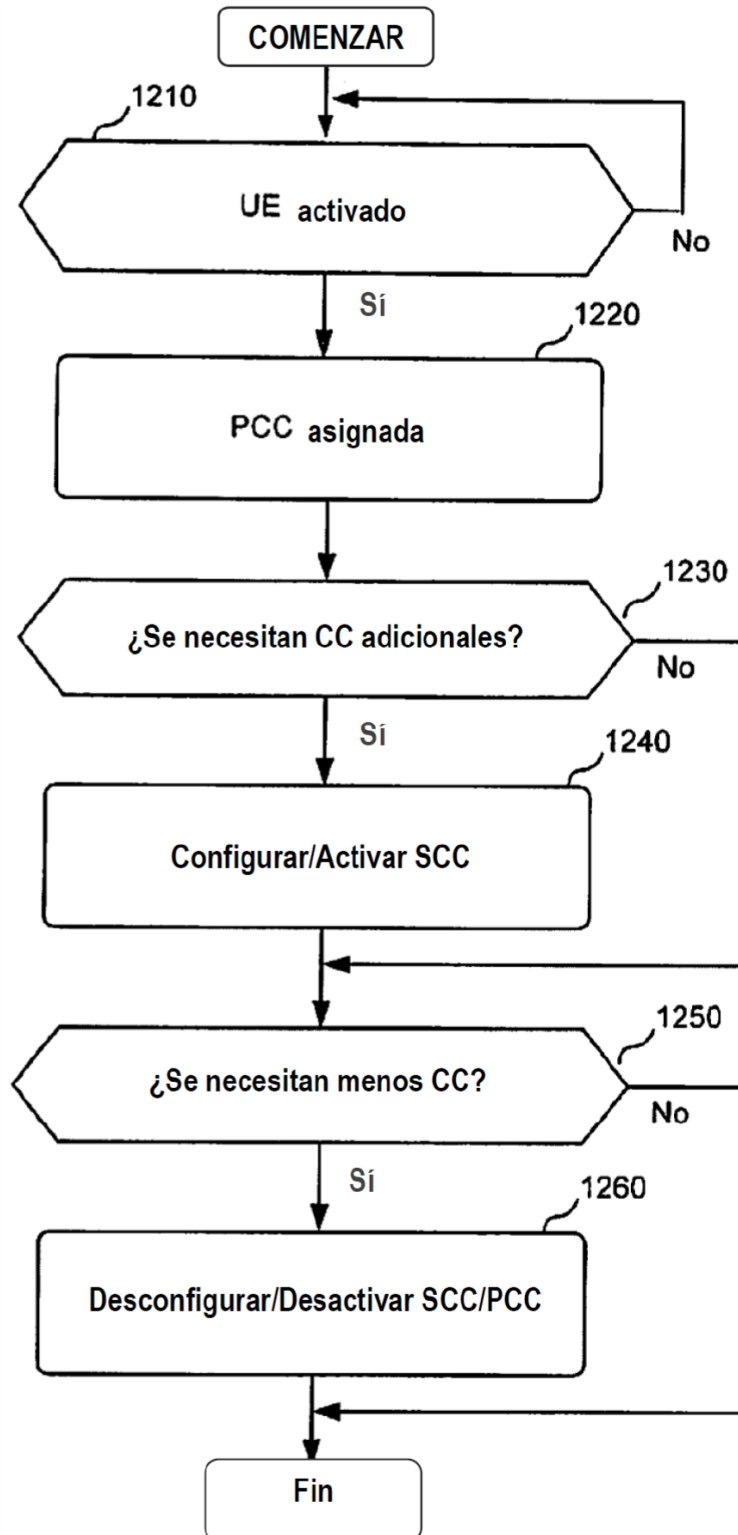 COMENZAR
1210
UE activado
No
Sí
1220
PCC asignada
1230
¿Se necesitan CC adicionales?
No
Sí
1240
Configurar/Activar SCC
1250
¿Se necesitan menos CC?
No
Sí
1260
Desconfigurar/Desactivar SCC/PCC
Fin